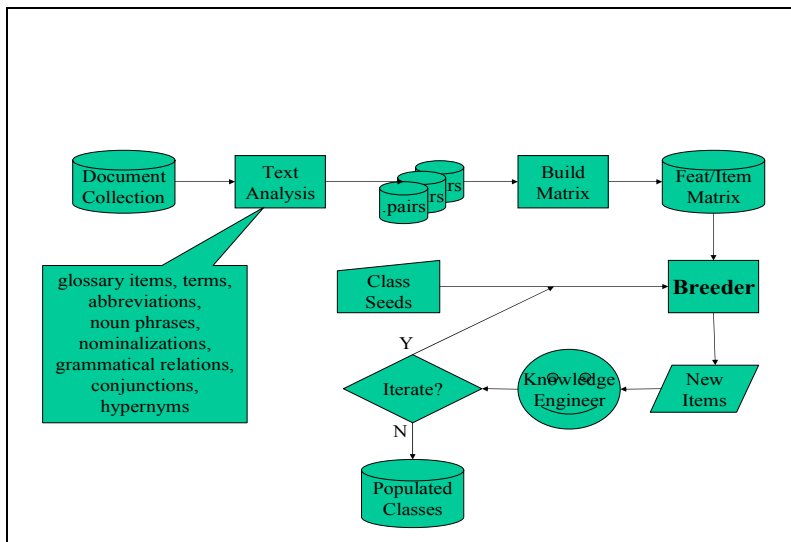 Document
Collection
Text
Analysis
.pairs
rs
rs
Build
Matrix
Feat/Item
Matrix
glossary items, terms,
abbreviations,
noun phrases,
nominalizations,
grammatical relations,
conjunctions,
hypernyms
Class
Seeds
Breeder
Y
Iterate?
Knowledge
Engineer
New
Items
N
Populated
Classes